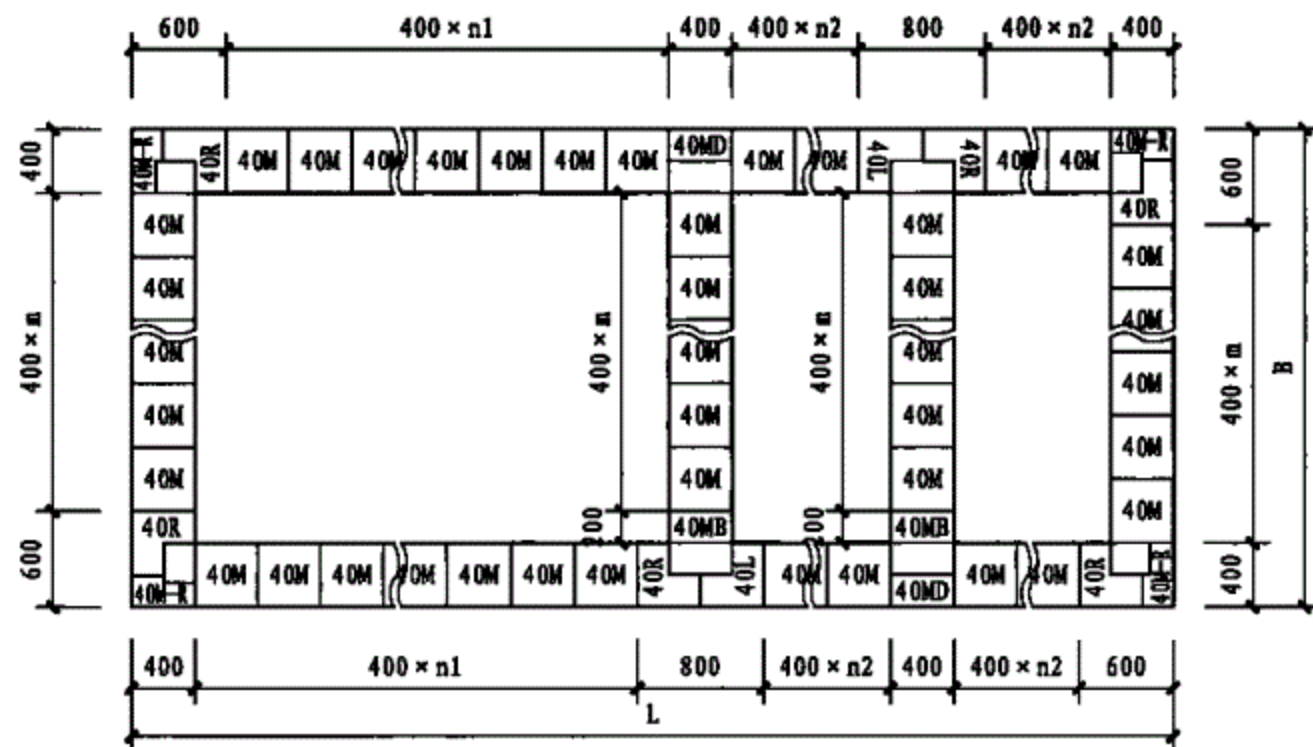 600 400×n1 400 400×n2 800 400×n2 400
400 40M-R 40R 40M 40M 40M 40M 40M 40M 40M 40MD 40M 40M 40L 40R 40M 40M 40M-R 600
40M 40M 40M 40R
40M 40M 40M 40M
400×m 40M 400×m 40M 400×m 40M 40M 400×m B
40M 40M 40M 40M
40M 40M 40M 40M
40R 200 40MB 200 40MB 40M
600 40M-R 40M 40M 40M 40M 40M 40M 40M 40R 40L 40M 40M 40MD 40M 40M 40R 40M-R 400
400 400×n1 800 400×n2 400 400×n2 600
L